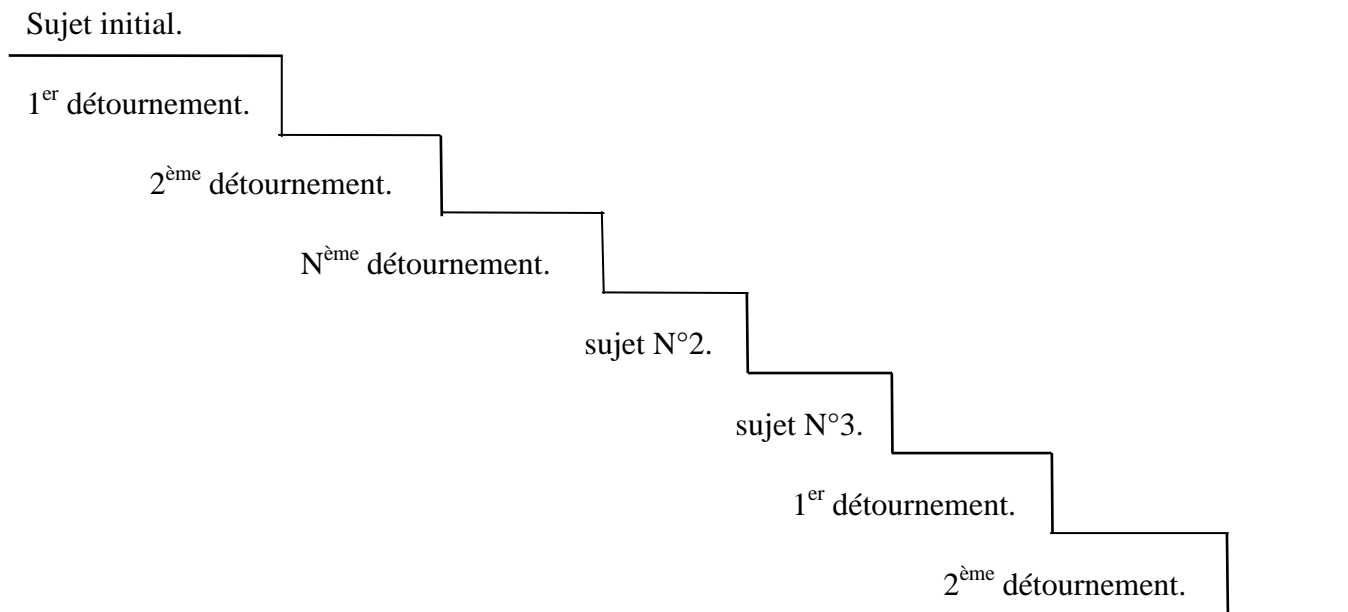 Sujet initial.
1er détournement.
2ème détournement.
Nème détournement.
sujet N°2.
sujet N°3.
1er détournement.
2ème détournement.